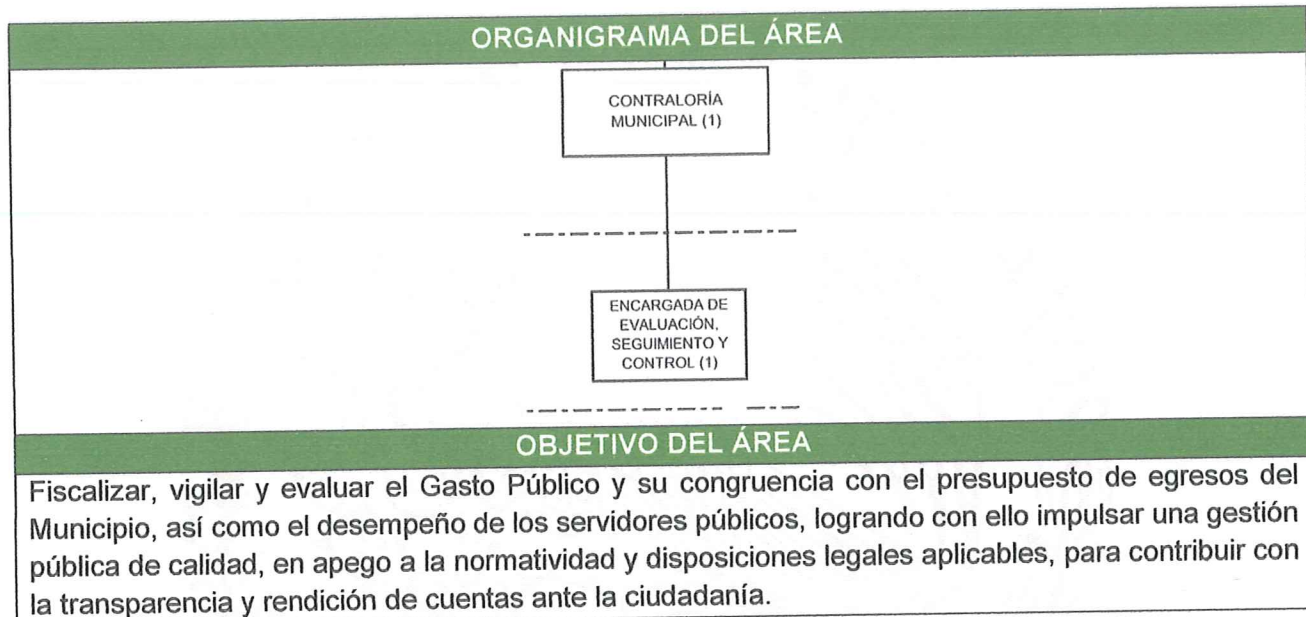 ORGANIGRAMA DEL ÁREA
CONTRALORÍA
MUNICIPAL (1)
ENCARGADA DE
EVALUACIÓN,
SEGUIMIENTO Y
CONTROL (1)
OBJETIVO DEL ÁREA
Fiscalizar, vigilar y evaluar el Gasto Público y su congruencia con el presupuesto de egresos del
Municipio, así como el desempeño de los servidores públicos, logrando con ello impulsar una gestión
pública de calidad, en apego a la normatividad y disposiciones legales aplicables, para contribuir con
la transparencia y rendición de cuentas ante la ciudadanía.